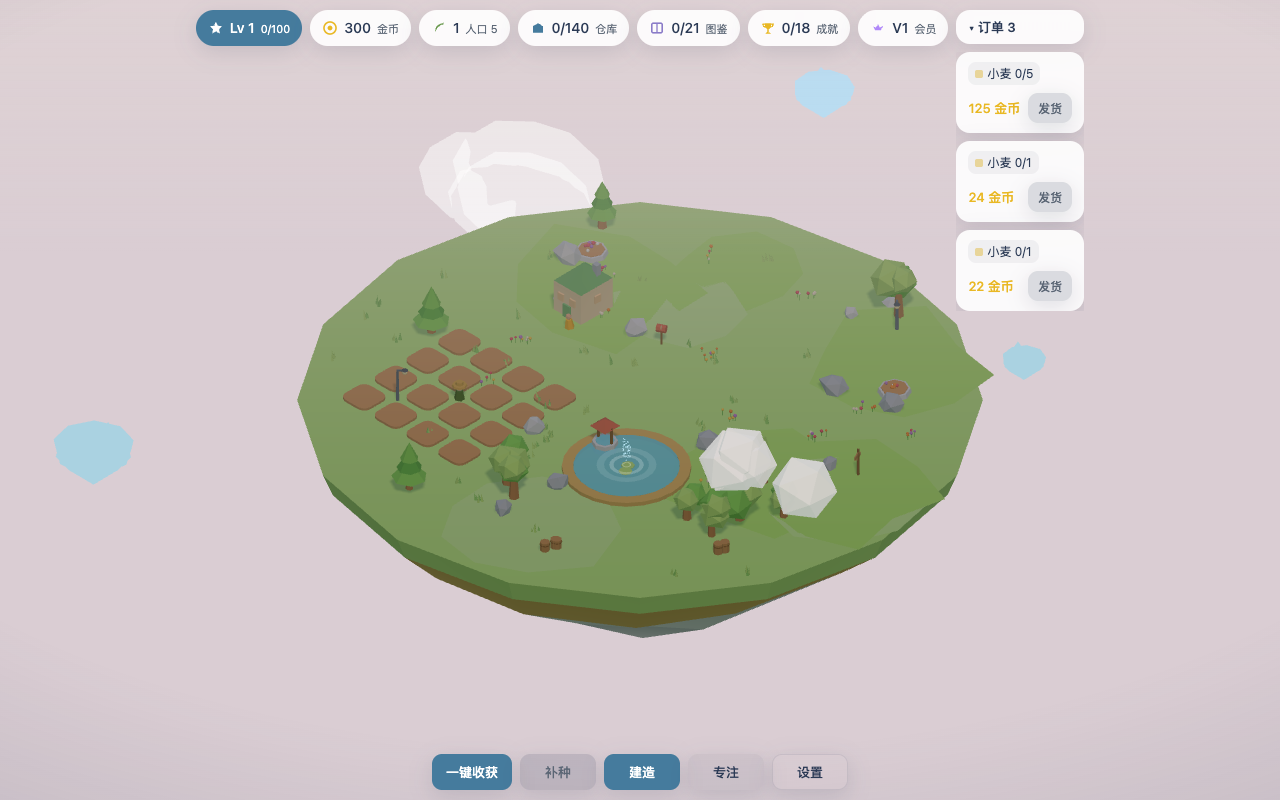 Lv 1 0/100
300 金币
1 人口 5
0/140 仓库
0/21 图鉴
0/18 成就
V1 会员
▾ 订单 3
小麦 0/5
125 金币 发货
小麦 0/1
24 金币 发货
小麦 0/1
22 金币 发货
一键收获 补种 建造 专注 设置